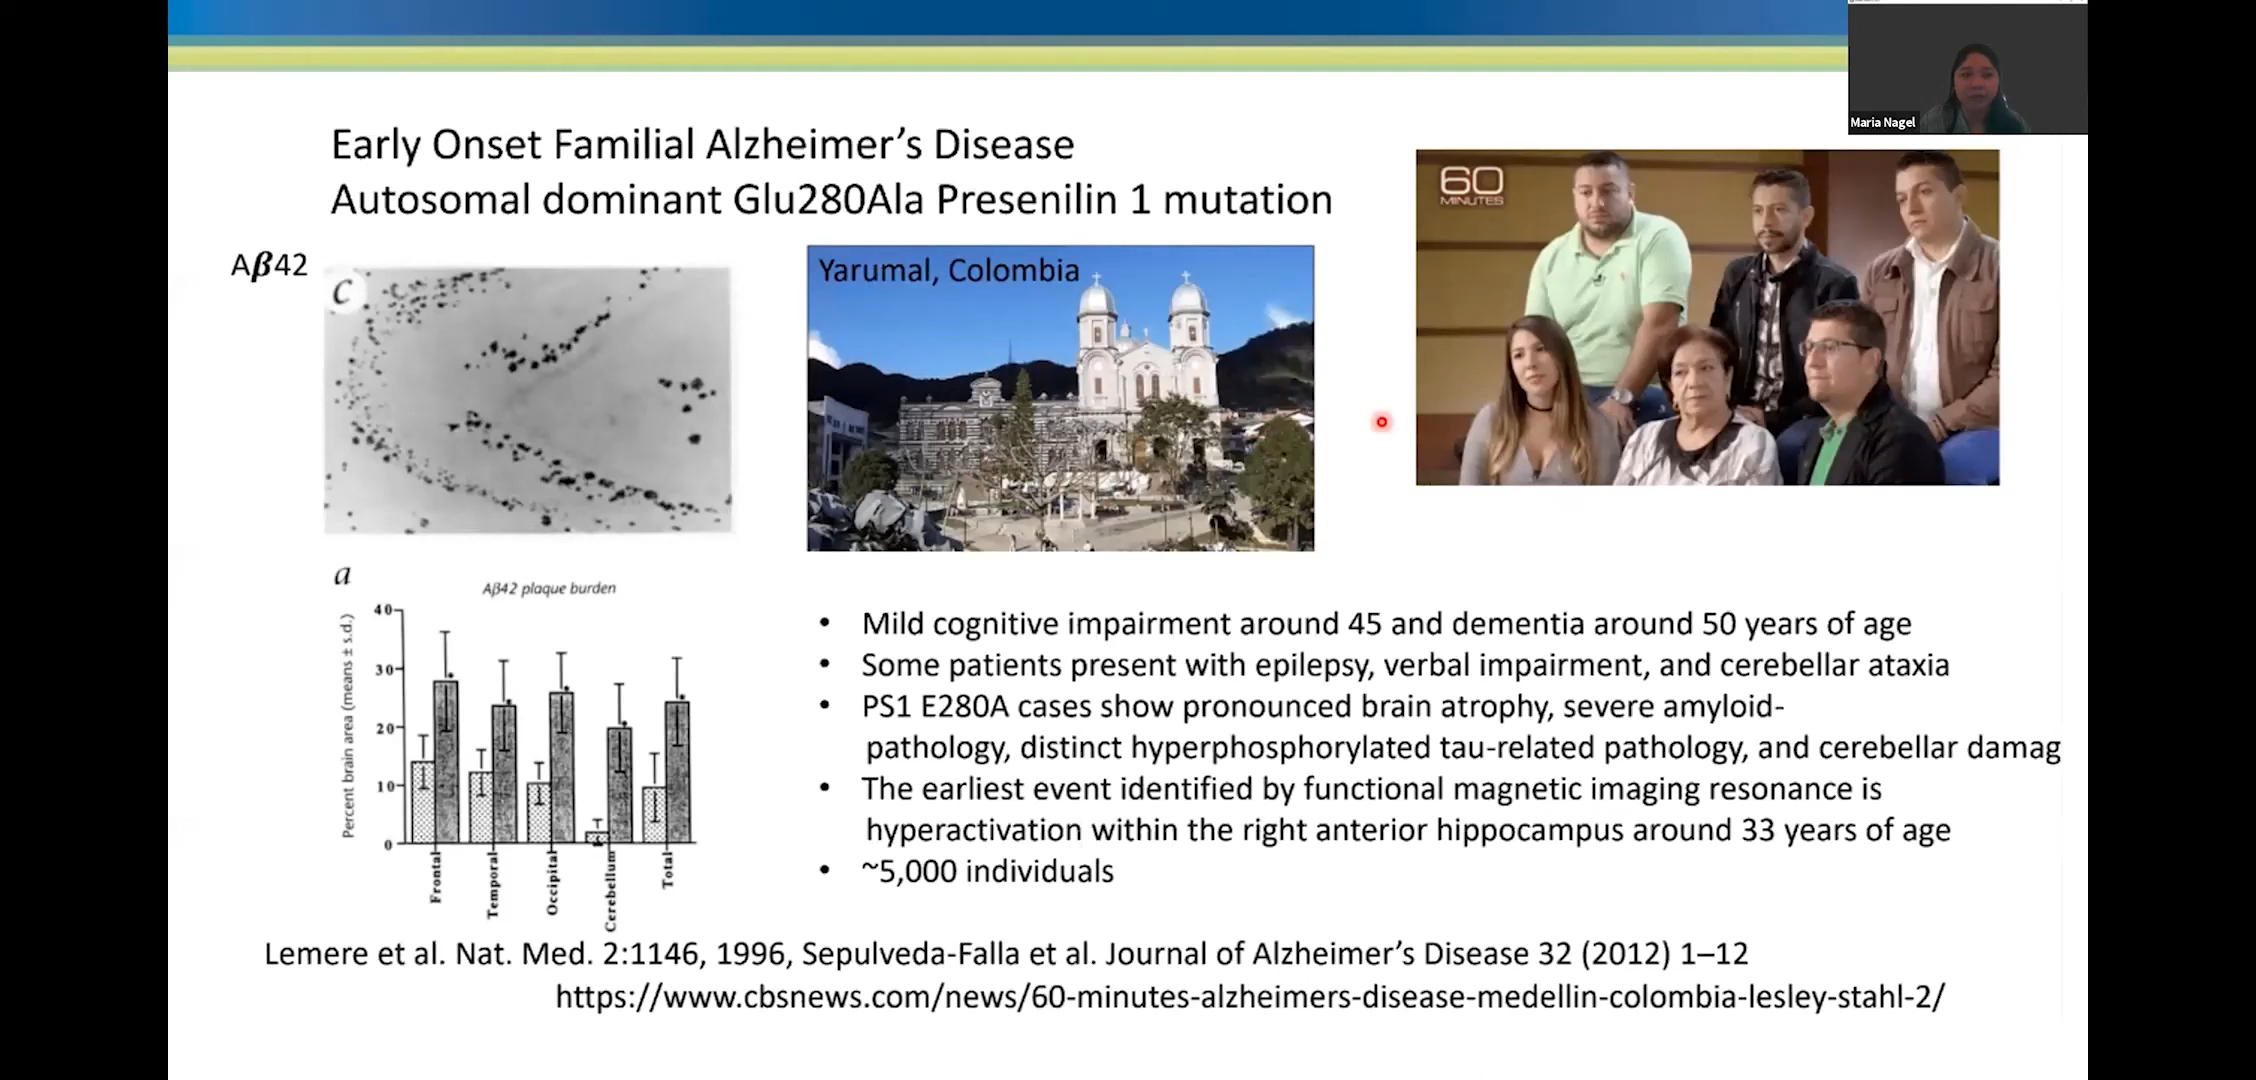 Maria Nagel
Early Onset Familial Alzheimer's Disease
Autosomal dominant Glu280Ala Presenilin 1 mutation
Aβ42
c
Yarumal, Colombia
60
MINUTES
a
Aβ42 plaque burden
Percent brain area (means ± s.d.)
40
30
20
10
0
Frontal
Temporal
Occipital
Cerebellum
Total
• Mild cognitive impairment around 45 and dementia around 50 years of age
• Some patients present with epilepsy, verbal impairment, and cerebellar ataxia
• PS1 E280A cases show pronounced brain atrophy, severe amyloid-
pathology, distinct hyperphosphorylated tau-related pathology, and cerebellar damag
• The earliest event identified by functional magnetic imaging resonance is
hyperactivation within the right anterior hippocampus around 33 years of age
• ~5,000 individuals
Lemere et al. Nat. Med. 2:1146, 1996, Sepulveda-Falla et al. Journal of Alzheimer's Disease 32 (2012) 1–12
https://www.cbsnews.com/news/60-minutes-alzheimers-disease-medellin-colombia-lesley-stahl-2/